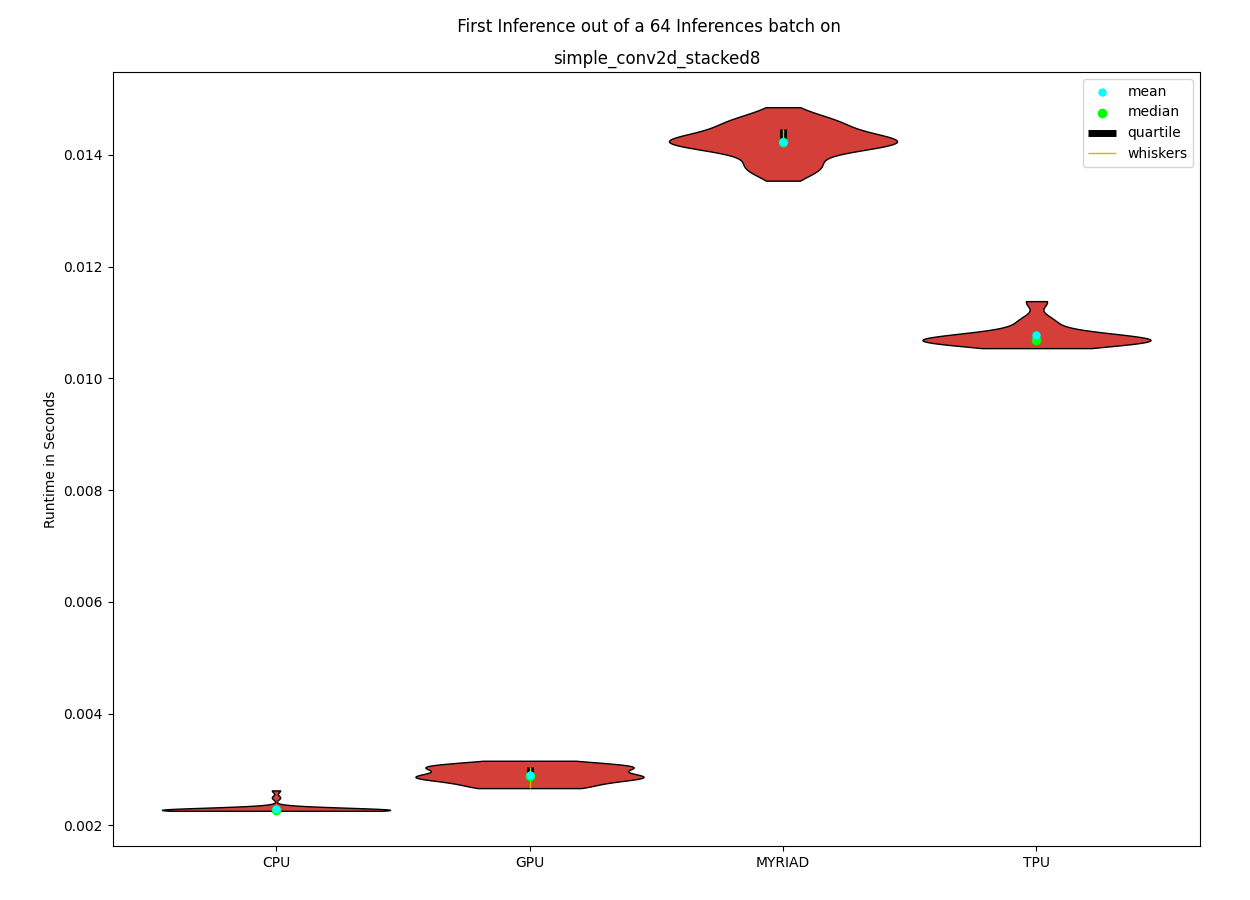 First Inference out of a 64 Inferences batch on
simple_conv2d_stacked8
mean
median
quartile
whiskers
0.014
0.012
0.010
0.008
0.006
0.004
0.002
Runtime in Seconds
CPU GPU MYRIAD TPU